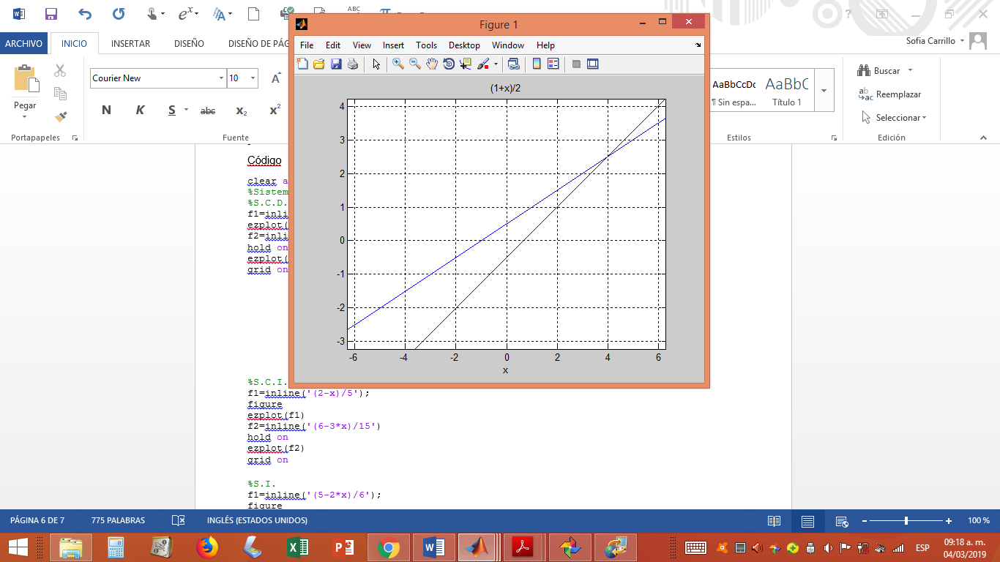 ABC
Figure 1
?
ARCHIVO INICIO INSERTAR DISEÑO DISEÑO DE PÁG
Sofia Carrillo
File Edit View Insert Tools Desktop Window Help
Pegar
Courier New 10 A
N K S abc x₂ x²
Portapapeles Fuente
AaBbCcDc AaBbC
¶ Sin espa... Título 1
Estilos
Buscar
Reemplazar
Seleccionar
Edición
(1+x)/2
4
3
2
1
0
-1
-2
-3
-6 -4 -2 0 2 4 6
x
Código
clear a
%Sistem
%S.C.D.
f1=inli
ezplot(
f2=inli
hold on
ezplot(
grid on
%S.C.I.
f1=inline('(2-x)/5');
figure
ezplot(f1)
f2=inline('(6-3*x)/15')
hold on
ezplot(f2)
grid on
%S.I.
f1=inline('(5-2*x)/6');
figure
PÁGINA 6 DE 7 775 PALABRAS INGLÉS (ESTADOS UNIDOS) 100 %
ESP
09:18 a. m.
04/03/2019